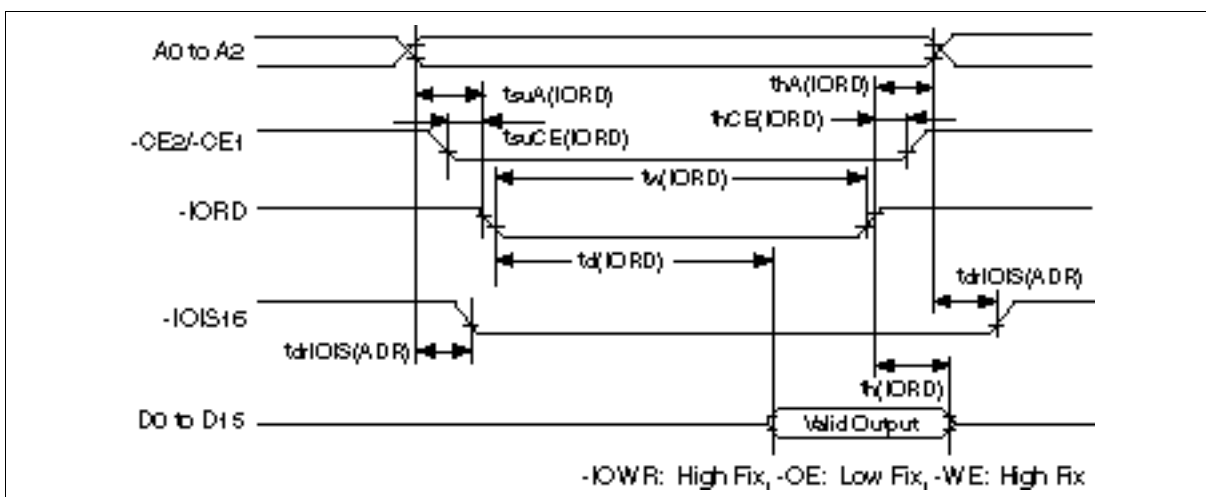 A0 to A2
tsuA(IORD)
thA(IORD)
-CE2/-CE1
tsuCE(IORD)
thCE(IORD)
tw(IORD)
-IORD
td(IORD)
tdrIOIS(ADR)
-IOIS16
tdrIOIS(ADR)
th(IORD)
D0 to D15
Valid Output
-IOWR: High Fix, -OE: Low Fix, -WE: High Fix